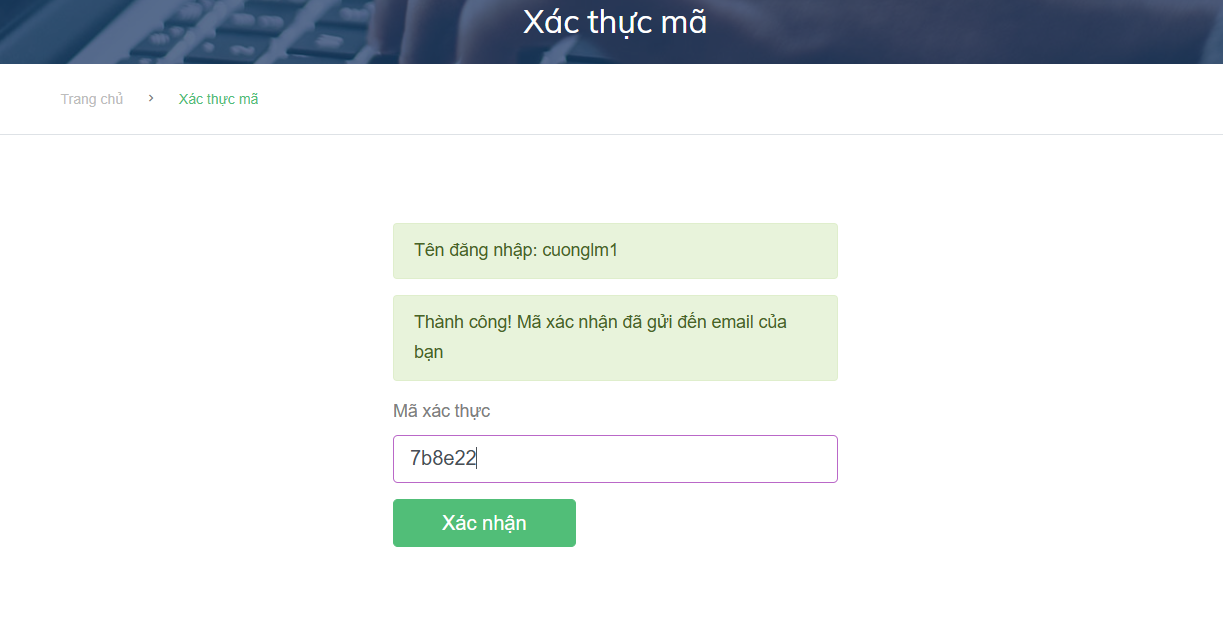 Xác thực mã
Trang chủ > Xác thực mã
Tên đăng nhập: cuonglm1
Thành công! Mã xác nhận đã gửi đến email của
bạn
Mã xác thực
7b8e22
Xác nhận